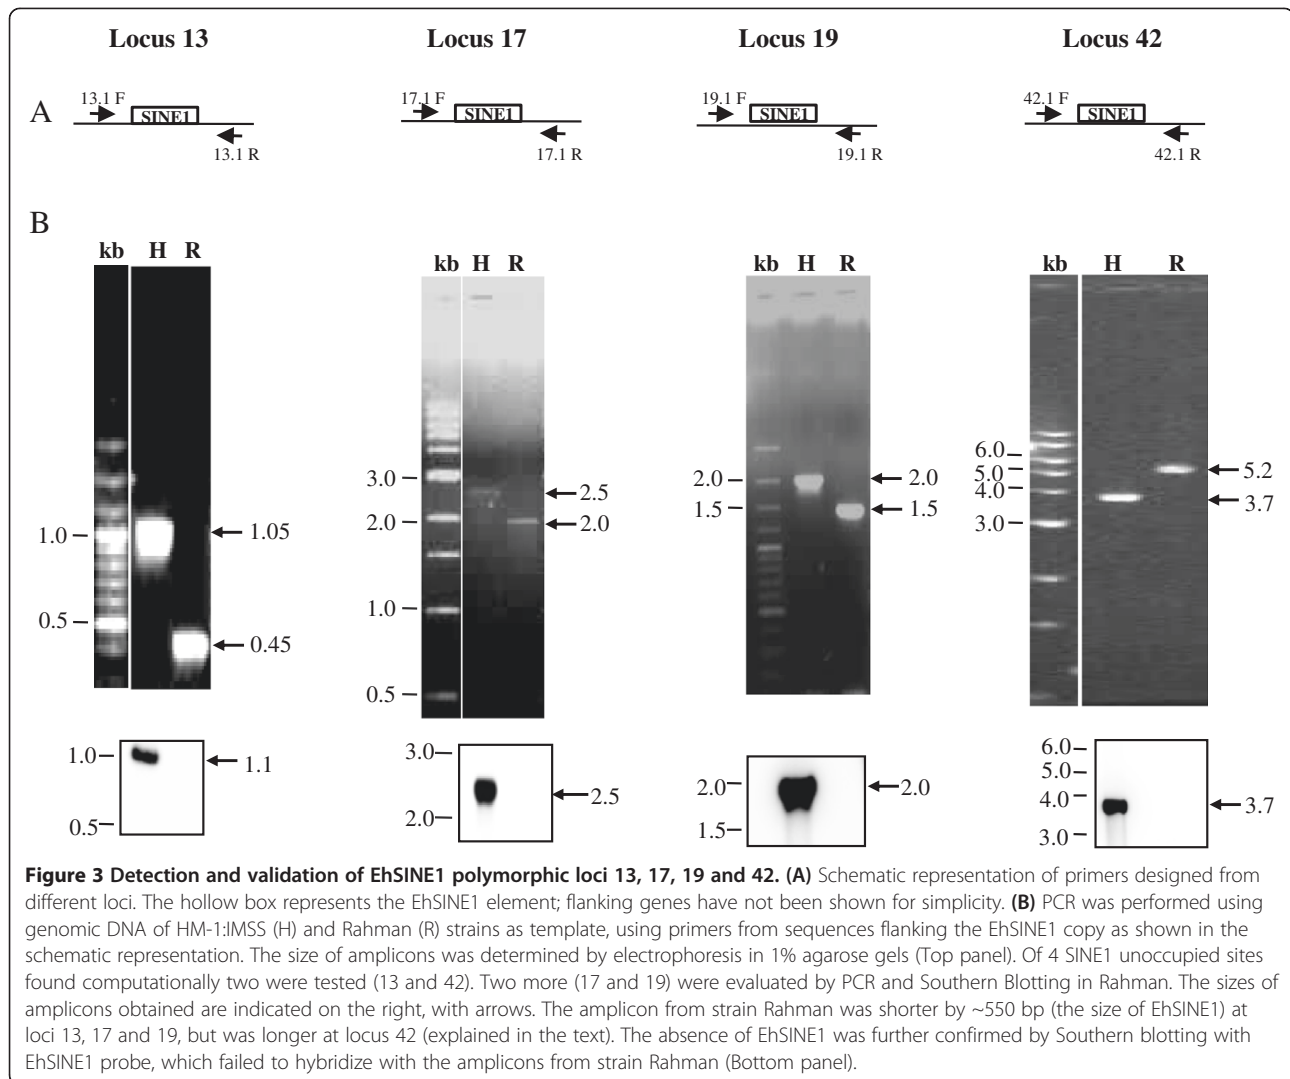 Locus 13 Locus 17 Locus 19 Locus 42
A
13.1 F SINE1 13.1 R
17.1 F SINE1 17.1 R
19.1 F SINE1 19.1 R
42.1 F SINE1 42.1 R
B
kb H R
1.0 1.05
0.5 0.45
kb H R
3.0 2.5
2.0 2.0
1.0
0.5
kb H R
2.0 2.0
1.5 1.5
kb H R
6.0
5.0 5.2
4.0 3.7
3.0
1.0 1.1
0.5
3.0
2.5
2.0
2.0 2.0
1.5
6.0
5.0
4.0 3.7
3.0
Figure 3 Detection and validation of EhSINE1 polymorphic loci 13, 17, 19 and 42. (A) Schematic representation of primers designed from
different loci. The hollow box represents the EhSINE1 element; flanking genes have not been shown for simplicity. (B) PCR was performed using
genomic DNA of HM-1:IMSS (H) and Rahman (R) strains as template, using primers from sequences flanking the EhSINE1 copy as shown in the
schematic representation. The size of amplicons was determined by electrophoresis in 1% agarose gels (Top panel). Of 4 SINE1 unoccupied sites
found computationally two were tested (13 and 42). Two more (17 and 19) were evaluated by PCR and Southern Blotting in Rahman. The sizes of
amplicons obtained are indicated on the right, with arrows. The amplicon from strain Rahman was shorter by ~550 bp (the size of EhSINE1) at
loci 13, 17 and 19, but was longer at locus 42 (explained in the text). The absence of EhSINE1 was further confirmed by Southern blotting with
EhSINE1 probe, which failed to hybridize with the amplicons from strain Rahman (Bottom panel).